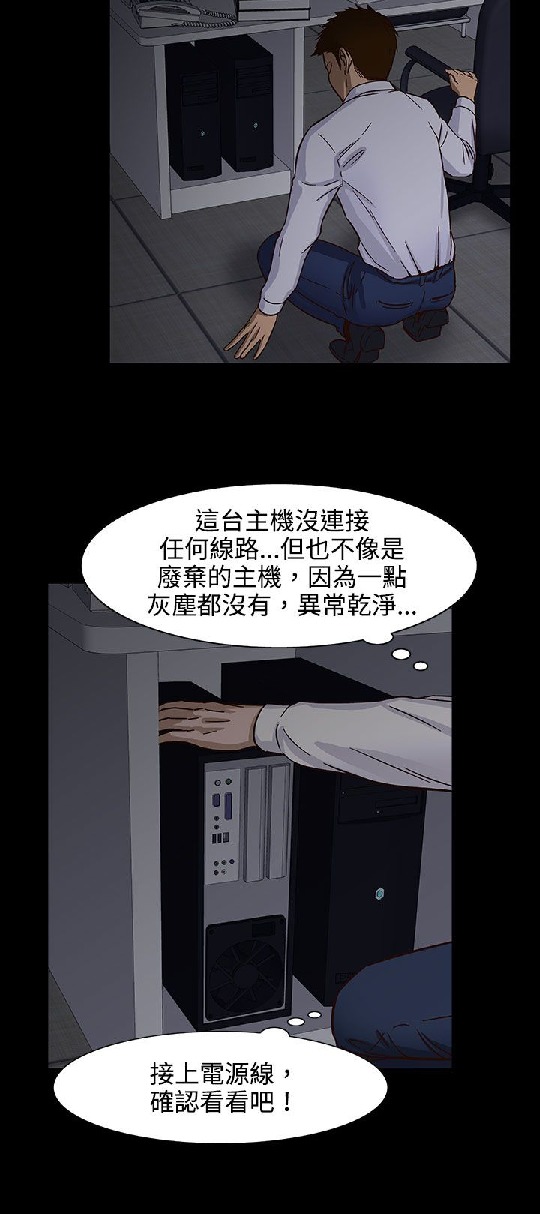 這台主機沒連接
任何線路...但也不像是
廢棄的主機，因為一點
灰塵都沒有，異常乾淨...
接上電源線，
確認看看吧！